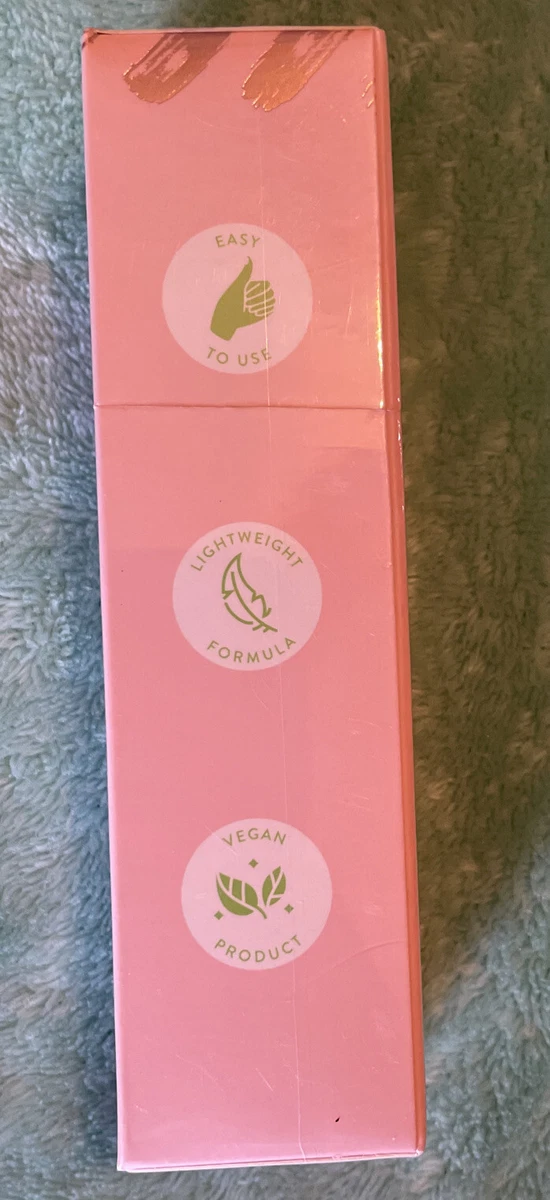 EASY
TO USE
LIGHTWEIGHT
FORMULA
VEGAN
PRODUCT